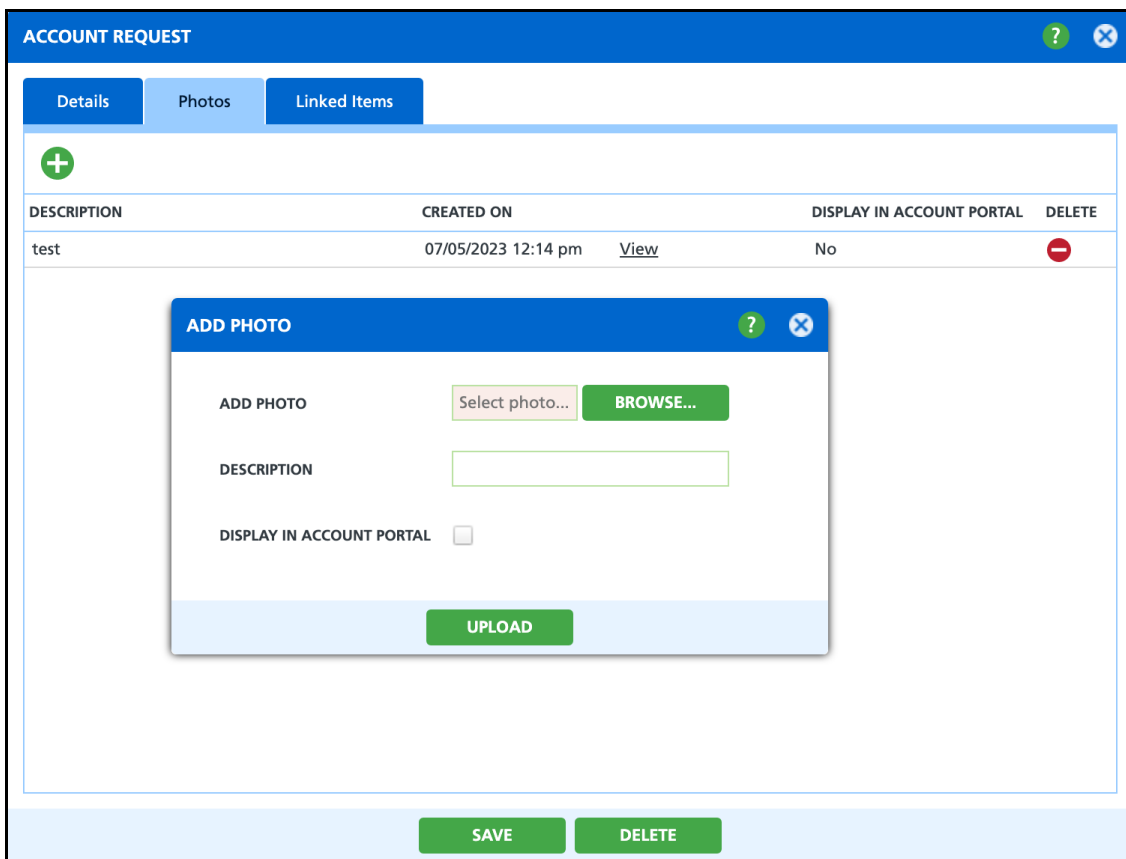 ACCOUNT REQUEST ?
Details Photos Linked Items
DESCRIPTION CREATED ON DISPLAY IN ACCOUNT PORTAL DELETE
test 07/05/2023 12:14 pm View No
ADD PHOTO ?
ADD PHOTO Select photo... BROWSE...
DESCRIPTION
DISPLAY IN ACCOUNT PORTAL
UPLOAD
SAVE DELETE